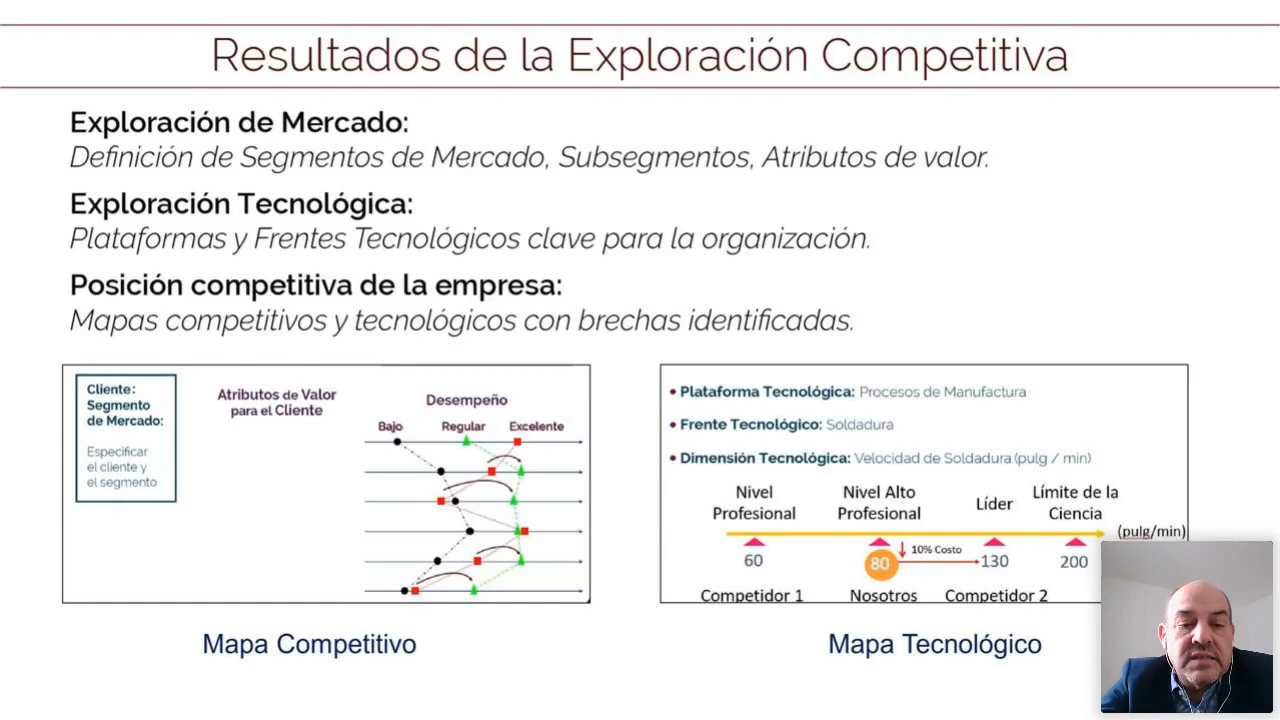 Resultados de la Exploración Competitiva
Exploración de Mercado:
Definición de Segmentos de Mercado, Subsegmentos, Atributos de valor.
Exploración Tecnológica:
Plataformas y Frentes Tecnológicos clave para la organización.
Posición competitiva de la empresa:
Mapas competitivos y tecnológicos con brechas identificadas.
Cliente:
Segmento
de Mercado:
Especificar
el cliente y
el segmento
Atributos de Valor
para el Cliente
Desempeño
Bajo Regular Excelente
Mapa Competitivo
• Plataforma Tecnológica: Procesos de Manufactura
• Frente Tecnológico: Soldadura
• Dimensión Tecnológica: Velocidad de Soldadura (pulg / min)
Nivel
Profesional
Nivel Alto
Profesional
Líder
Límite de la
Ciencia
(pulg/min)
10% Costo
60 80 130 200
Competidor 1 Nosotros Competidor 2
Mapa Tecnológico